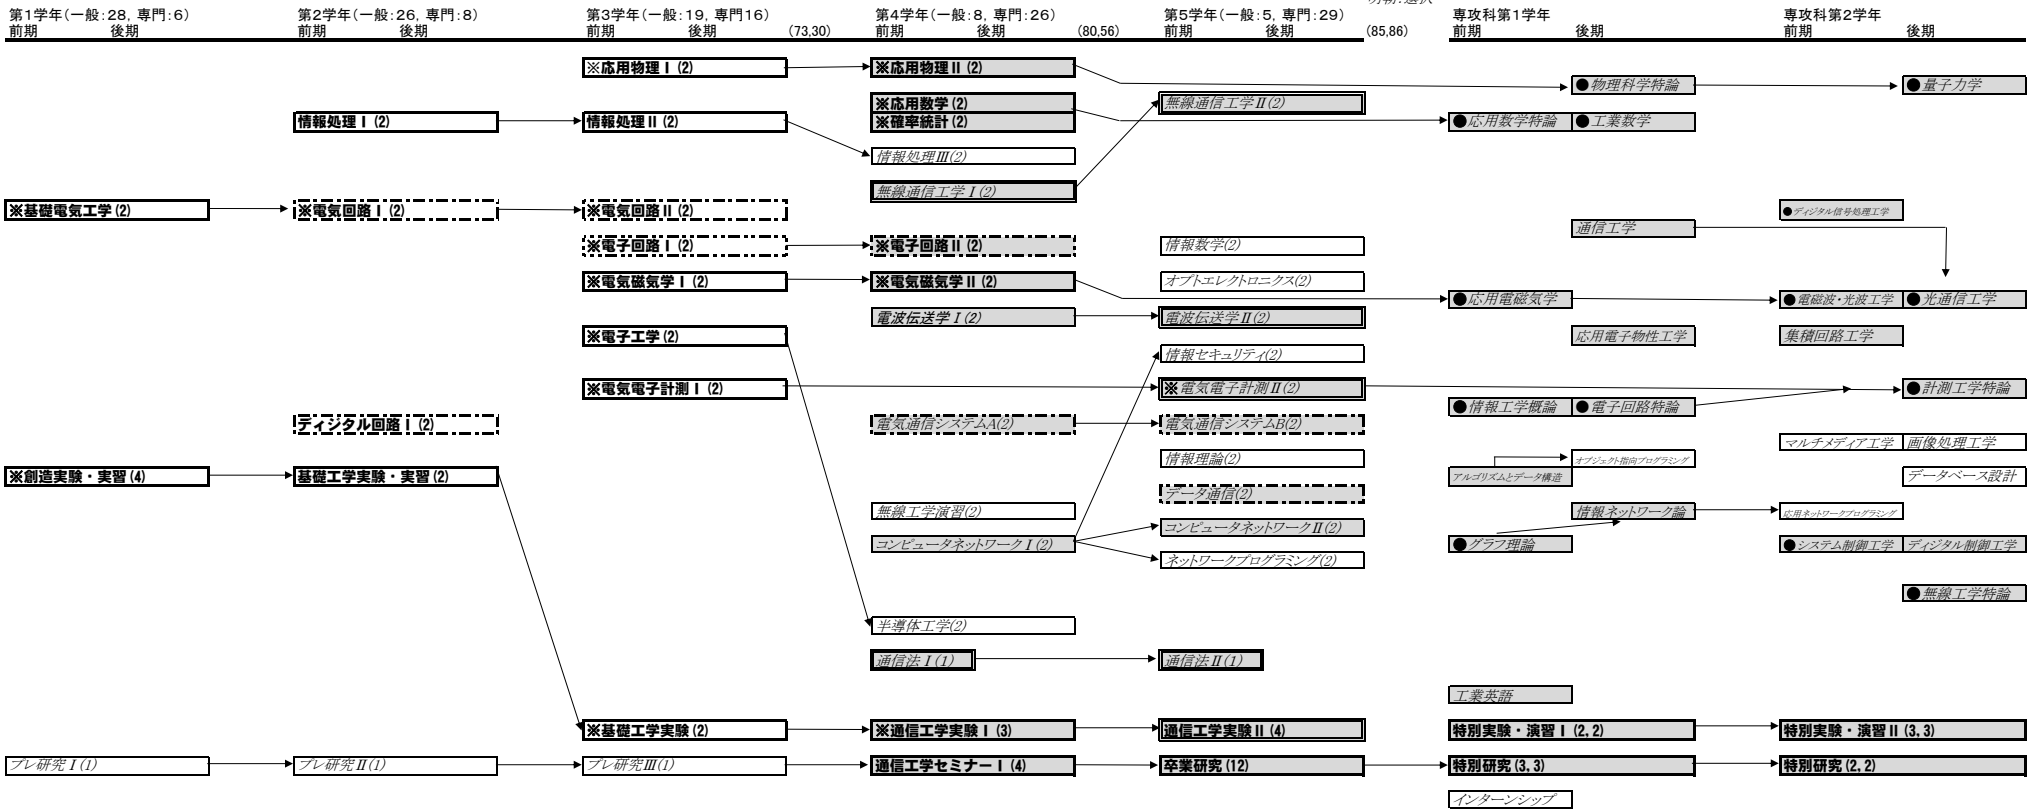 第1学年(一般:28, 専門:6) 第2学年(一般:26, 専門:8) 第3学年(一般:19, 専門16) 第4学年(一般:8, 専門:26) 第5学年(一般:5, 専門:29) 専攻科第1学年 専攻科第2学年
前期 後期 前期 後期 前期 後期 (73,30) 前期 後期 (80,56) 前期 後期 (85,86) 前期 後期 前期 後期
※応用物理Ⅰ(2) ※応用物理Ⅱ(2)
●物理科学特論 ●量子力学
※応用数学(2) 無線通信工学Ⅱ(2)
情報処理Ⅰ(2) 情報処理Ⅱ(2) ※確率統計(2) ●応用数学特論 ●工業数学
情報処理Ⅲ(2)
無線通信工学Ⅰ(2)
※基礎電気工学(2) ※電気回路Ⅰ(2) ※電気回路Ⅱ(2) ●ディジタル信号処理工学
通信工学
※電子回路Ⅰ(2) ※電子回路Ⅱ(2) 情報数学(2)
※電気磁気学Ⅰ(2) ※電気磁気学Ⅱ(2) オプトエレクトロニクス(2)
●応用電磁気学 ●電磁波・光波工学 ●光通信工学
電波伝送学Ⅰ(2) 電波伝送学Ⅱ(2)
※電子工学(2) 応用電子物性工学 集積回路工学
情報セキュリティ(2)
※電気電子計測Ⅰ(2) ※電気電子計測Ⅱ(2) ●計測工学特論
●情報工学概論 ●電子回路特論
ディジタル回路Ⅰ(2) 電気通信システムA(2) 電気通信システムB(2)
マルチメディア工学 画像処理工学
情報理論(2) オブジェクト指向プログラミング
※創造実験・実習(4) 基礎工学実験・実習(2) アルゴリズムとデータ構造 データベース設計
データ通信(2)
無線工学演習(2) 情報ネットワーク論 応用ネットワークプログラミング
コンピュータネットワークⅡ(2)
コンピュータネットワークⅠ(2) ●グラフ理論 ●システム制御工学 ディジタル制御工学
ネットワークプログラミング(2)
●無線工学特論
半導体工学(2)
通信法Ⅰ(1) 通信法Ⅱ(1)
工業英語
※基礎工学実験(2) ※通信工学実験Ⅰ(3) 通信工学実験Ⅱ(4) 特別実験・演習Ⅰ(2,2) 特別実験・演習Ⅱ(3,3)
プレ研究Ⅰ(1) プレ研究Ⅱ(1) プレ研究Ⅲ(1) 通信工学セミナーⅠ(4) 卒業研究(12) 特別研究(3,3) 特別研究(2,2)
インターンシップ